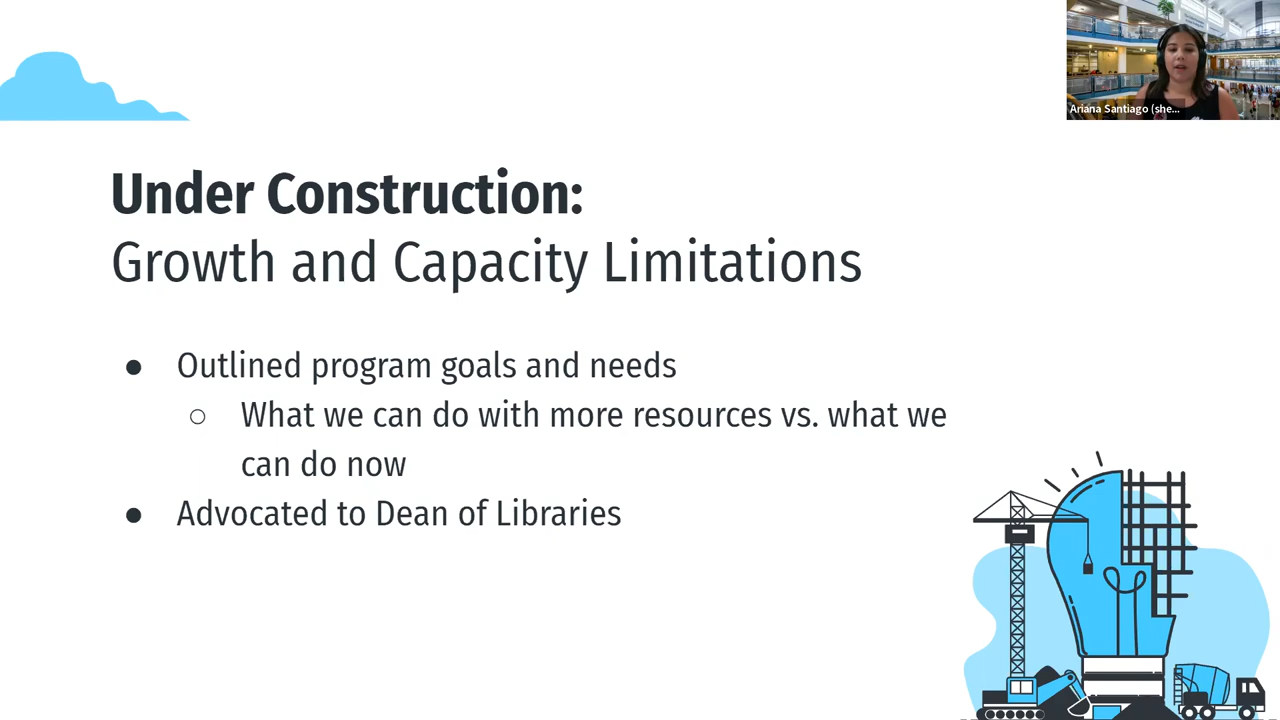 Ariana Santiago (she...
Under Construction:
Growth and Capacity Limitations
● Outlined program goals and needs
○ What we can do with more resources vs. what we
can do now
● Advocated to Dean of Libraries